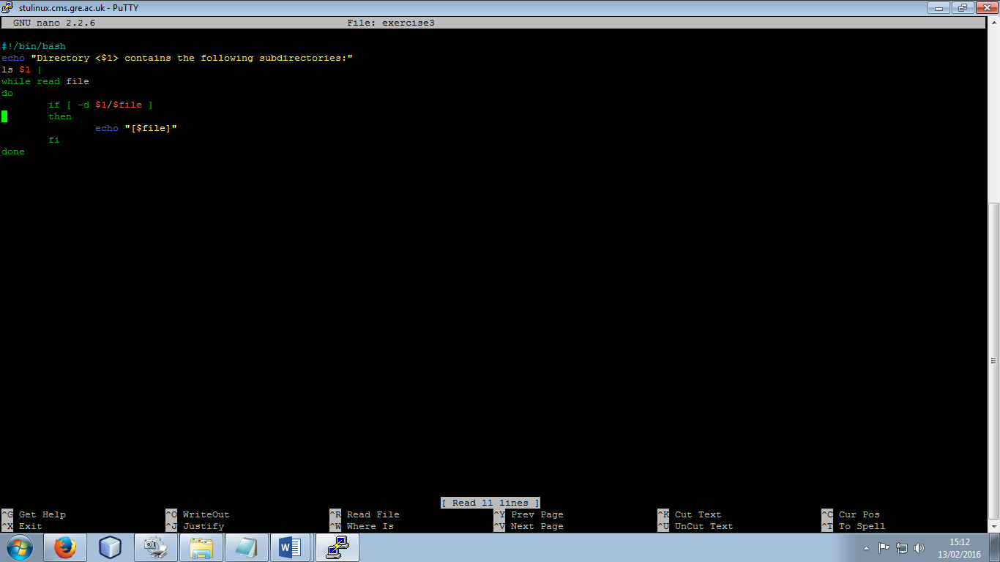 stulinux.cms.gre.ac.uk - PuTTY
GNU nano 2.2.6 File: exercise3
#!/bin/bash
echo "Directory <$1> contains the following subdirectories:"
ls $1 |
while read file
do
if [ -d $1/$file ]
then
echo "[$file]"
fi
done
[ Read 11 lines ]
^G Get Help ^O WriteOut ^R Read File ^Y Prev Page ^K Cut Text ^C Cur Pos
^X Exit ^J Justify ^W Where Is ^V Next Page ^U UnCut Text ^T To Spell
15:12
13/02/2016